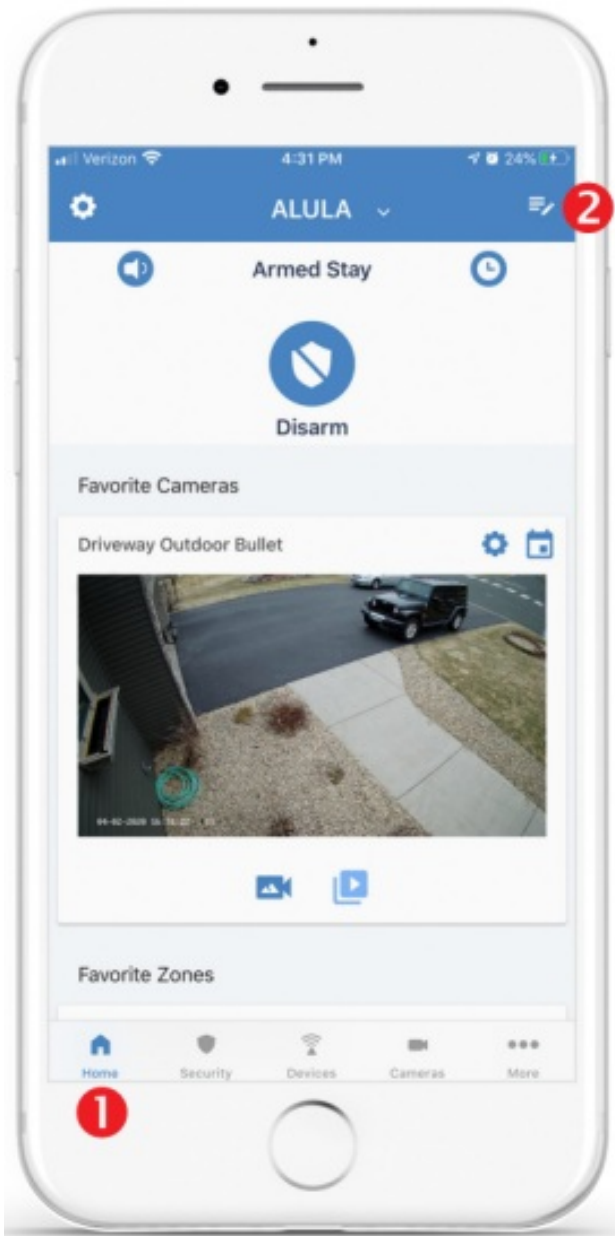 Verizon 4:31 PM 24%
ALULA
2
Armed Stay
Disarm
Favorite Cameras
Driveway Outdoor Bullet
Favorite Zones
Home Security Devices Cameras More
1